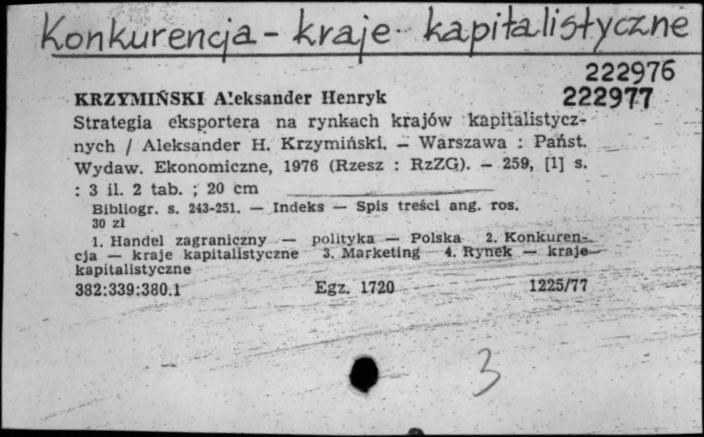 Konkurencja - kraje kapitalistyczne
222976
KRZYMIŃSKI Aleksander Henryk 222977
Strategia eksportera na rynkach krajów kapitalistycz-
nych / Aleksander H. Krzymiński. — Warszawa : Państ.
Wydaw. Ekonomiczne, 1976 (Rzesz : RzZG). — 259, [1] s.
: 3 il. 2 tab. ; 20 cm
Bibliogr. s. 243-251. — Indeks — Spis treści ang. ros.
30 zł
1. Handel zagraniczny — polityka — Polska 2. Konkuren-
cja — kraje kapitalistyczne 3. Marketing 4. Rynek — kraje
kapitalistyczne
382:339:380.1 Egz. 1720 1225/77
3